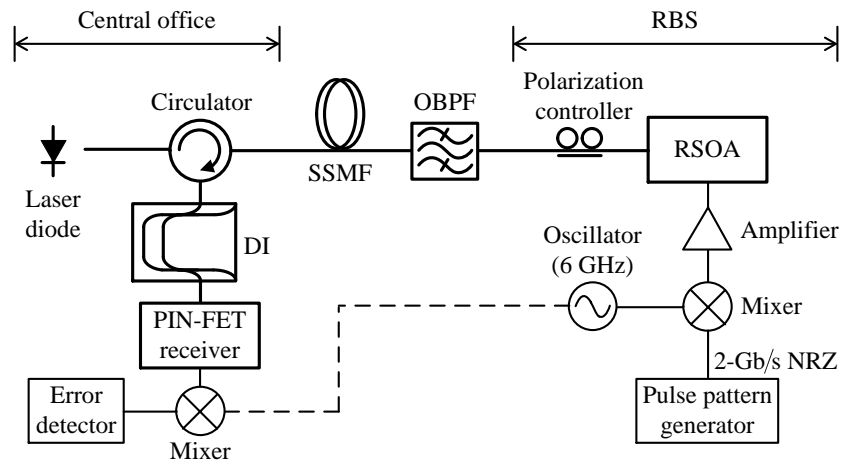 Central office
RBS
Circulator
OBPF
Polarization
controller
RSOA
SSMF
Laser
diode
DI
Oscillator
(6 GHz)
Amplifier
PIN-FET
receiver
Mixer
2-Gb/s NRZ
Error
detector
Mixer
Pulse pattern
generator